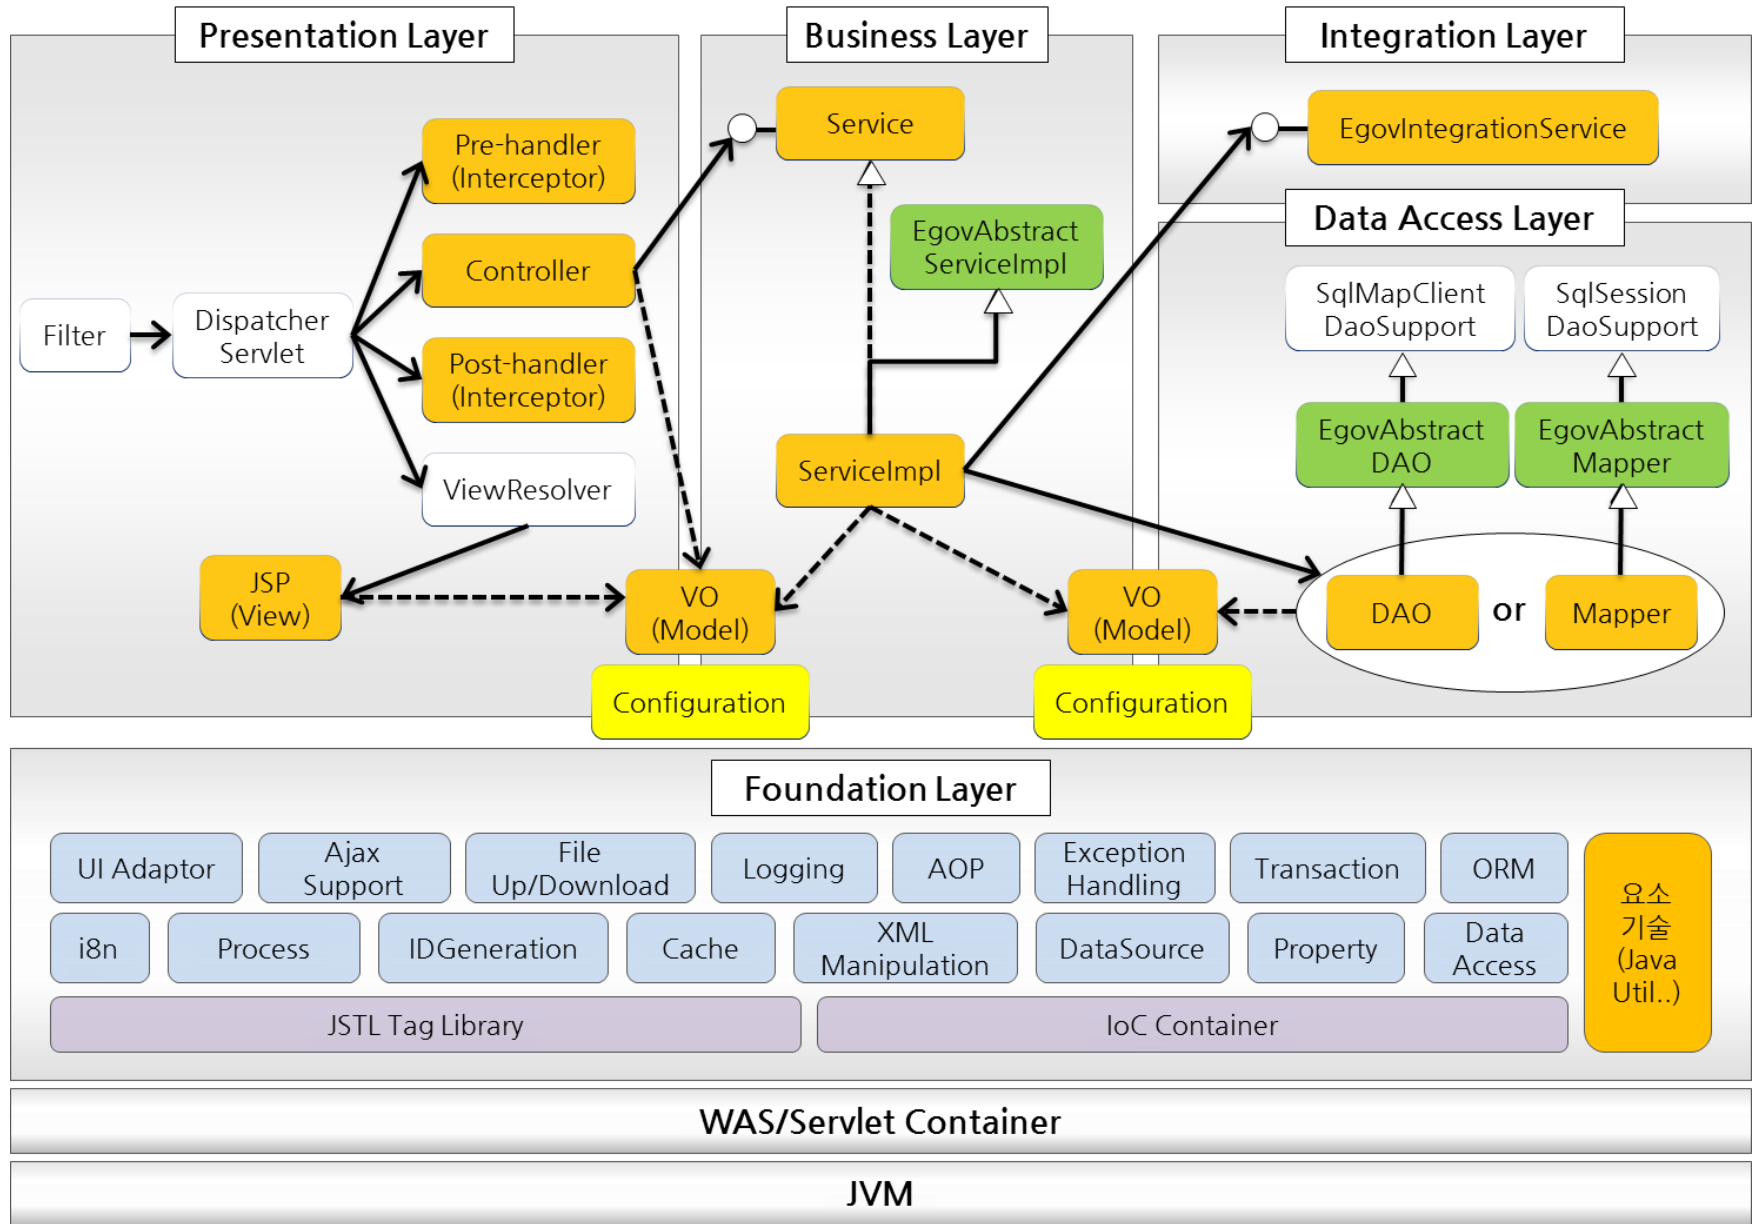 Presentation Layer
Business Layer
Integration Layer
Pre-handler
(Interceptor)
Controller
Filter
Dispatcher
Servlet
Post-handler
(Interceptor)
ViewResolver
JSP
(View)
Service
EgovAbstract
ServiceImpl
ServiceImpl
VO
(Model)
Configuration
VO
(Model)
Configuration
EgovIntegrationService
Data Access Layer
SqlMapClient
DaoSupport
SqlSession
DaoSupport
EgovAbstract
DAO
EgovAbstract
Mapper
DAO
or
Mapper
Foundation Layer
UI Adaptor
Ajax
Support
File
Up/Download
Logging
AOP
Exception
Handling
Transaction
ORM
i8n
Process
IDGeneration
Cache
XML
Manipulation
DataSource
Property
Data
Access
JSTL Tag Library
IoC Container
요소
기술
(Java
Util..)
WAS/Servlet Container
JVM